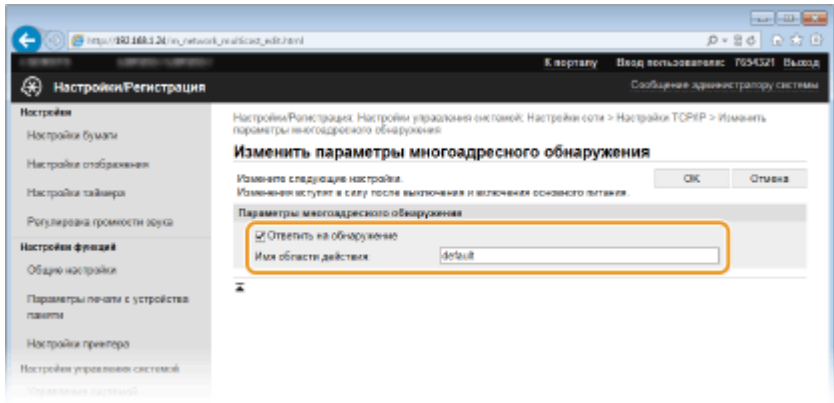 http://192.168.1.24/m_network_multicast_edit.html
К порталу Вход пользователя: 7654321 Выход
Настройки/Регистрация
Сообщение администратору системы
Настройки
Настройки бумаги
Настройки отображения
Настройки таймера
Регулировка громкости звука
Настройки функций
Общие настройки
Параметры печати с устройства
памяти
Настройки принтера
Настройки управления системой
Управление системой
Настройки/Регистрация: Настройки управления системой: Настройки сети > Настройки TCP/IP > Изменить
параметры многоадресного обнаружения
Изменить параметры многоадресного обнаружения
Измените следующие настройки.
Изменения вступят в силу после выключения и включения основного питания.
OK Отмена
Параметры многоадресного обнаружения
Ответить на обнаружение
Имя области действия: default